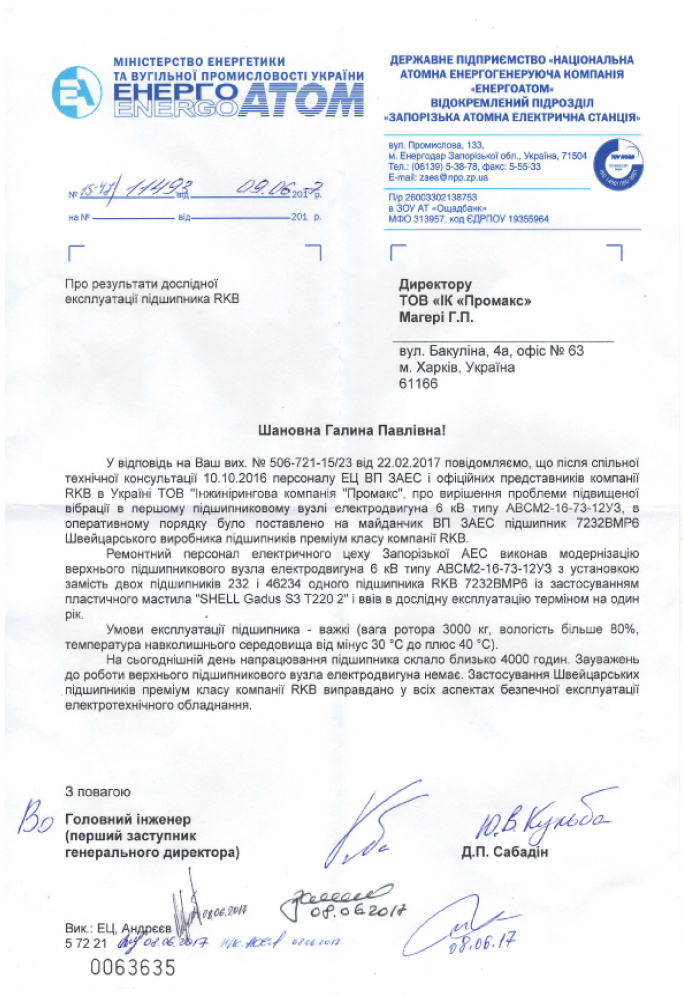 МІНІСТЕРСТВО ЕНЕРГЕТИКИ
ТА ВУГІЛЬНОЇ ПРОМИСЛОВОСТІ УКРАЇНИ
ЕНЕРГО
ENERGO АТОМ
ДЕРЖАВНЕ ПІДПРИЄМСТВО «НАЦІОНАЛЬНА
АТОМНА ЕНЕРГОГЕНЕРУЮЧА КОМПАНІЯ
«ЕНЕРГОАТОМ»
ВІДОКРЕМЛЕНИЙ ПІДРОЗДІЛ
«ЗАПОРІЗЬКА АТОМНА ЕЛЕКТРИЧНА СТАНЦІЯ»
вул. Промислова, 133,
м. Енергодар Запорізької обл., Україна, 71504
Тел.: (06139) 5-38-78, факс: 5-55-33
E-mail: zaes@npp.zp.ua
TUV NORD
П/р 26003302138753
в ЗОУ АТ «Ощадбанк»
МФО 313957, код ЄДРПОУ 19355964
№ 11493 від 09.06 2017 р.
на № від 201 р.
Про результати дослідної
експлуатації підшипника RKB
Директору
ТОВ «ІК «Промакс»
Магері Г.П.
вул. Бакуліна, 4а, офіс № 63
м. Харків, Україна
61166
Шановна Галина Павлівна!
У відповідь на Ваш вих. № 506-721-15/23 від 22.02.2017 повідомляємо, що після спільної
технічної консультації 10.10.2016 персоналу ЕЦ ВП ЗАЕС і офіційних представників компанії
RKB в Україні ТОВ "Інжинірингова компанія "Промакс", про вирішення проблеми підвищеної
вібрації в першому підшипниковому вузлі електродвигуна 6 кВ типу АВСМ2-16-73-12У3, в
оперативному порядку було поставлено на майданчик ВП ЗАЕС підшипник 7232BMP6
Швейцарського виробника підшипників преміум класу компанії RKB.
Ремонтний персонал електричного цеху Запорізької АЕС виконав модернізацію
верхнього підшипникового вузла електродвигуна 6 кВ типу АВСМ2-16-73-12У3 з установкою
замість двох підшипників 232 і 46234 одного підшипника RKB 7232BMP6 із застосуванням
пластичного мастила "SHELL Gadus S3 T220 2" і ввів в дослідну експлуатацію терміном на один
рік.
Умови експлуатації підшипника - важкі (вага ротора 3000 кг, вологість більше 80%,
температура навколишнього середовища від мінус 30 °C до плюс 40 °C).
На сьогоднішній день напрацювання підшипника склало близько 4000 годин. Зауважень
до роботи верхнього підшипникового вузла електродвигуна немає. Застосування Швейцарських
підшипників преміум класу компанії RKB виправдано у всіх аспектах безпечної експлуатації
електротехнічного обладнання.
З повагою
Во Головний інженер
(перший заступник
генерального директора)
Ю.В.Кульба
Д.П. Сабадін
08.06.2017
08.06.2017
Вик.: ЕЦ, Андрєєв
5 72 21 08.06.2017 08.06.2017
08.06.17
0063635